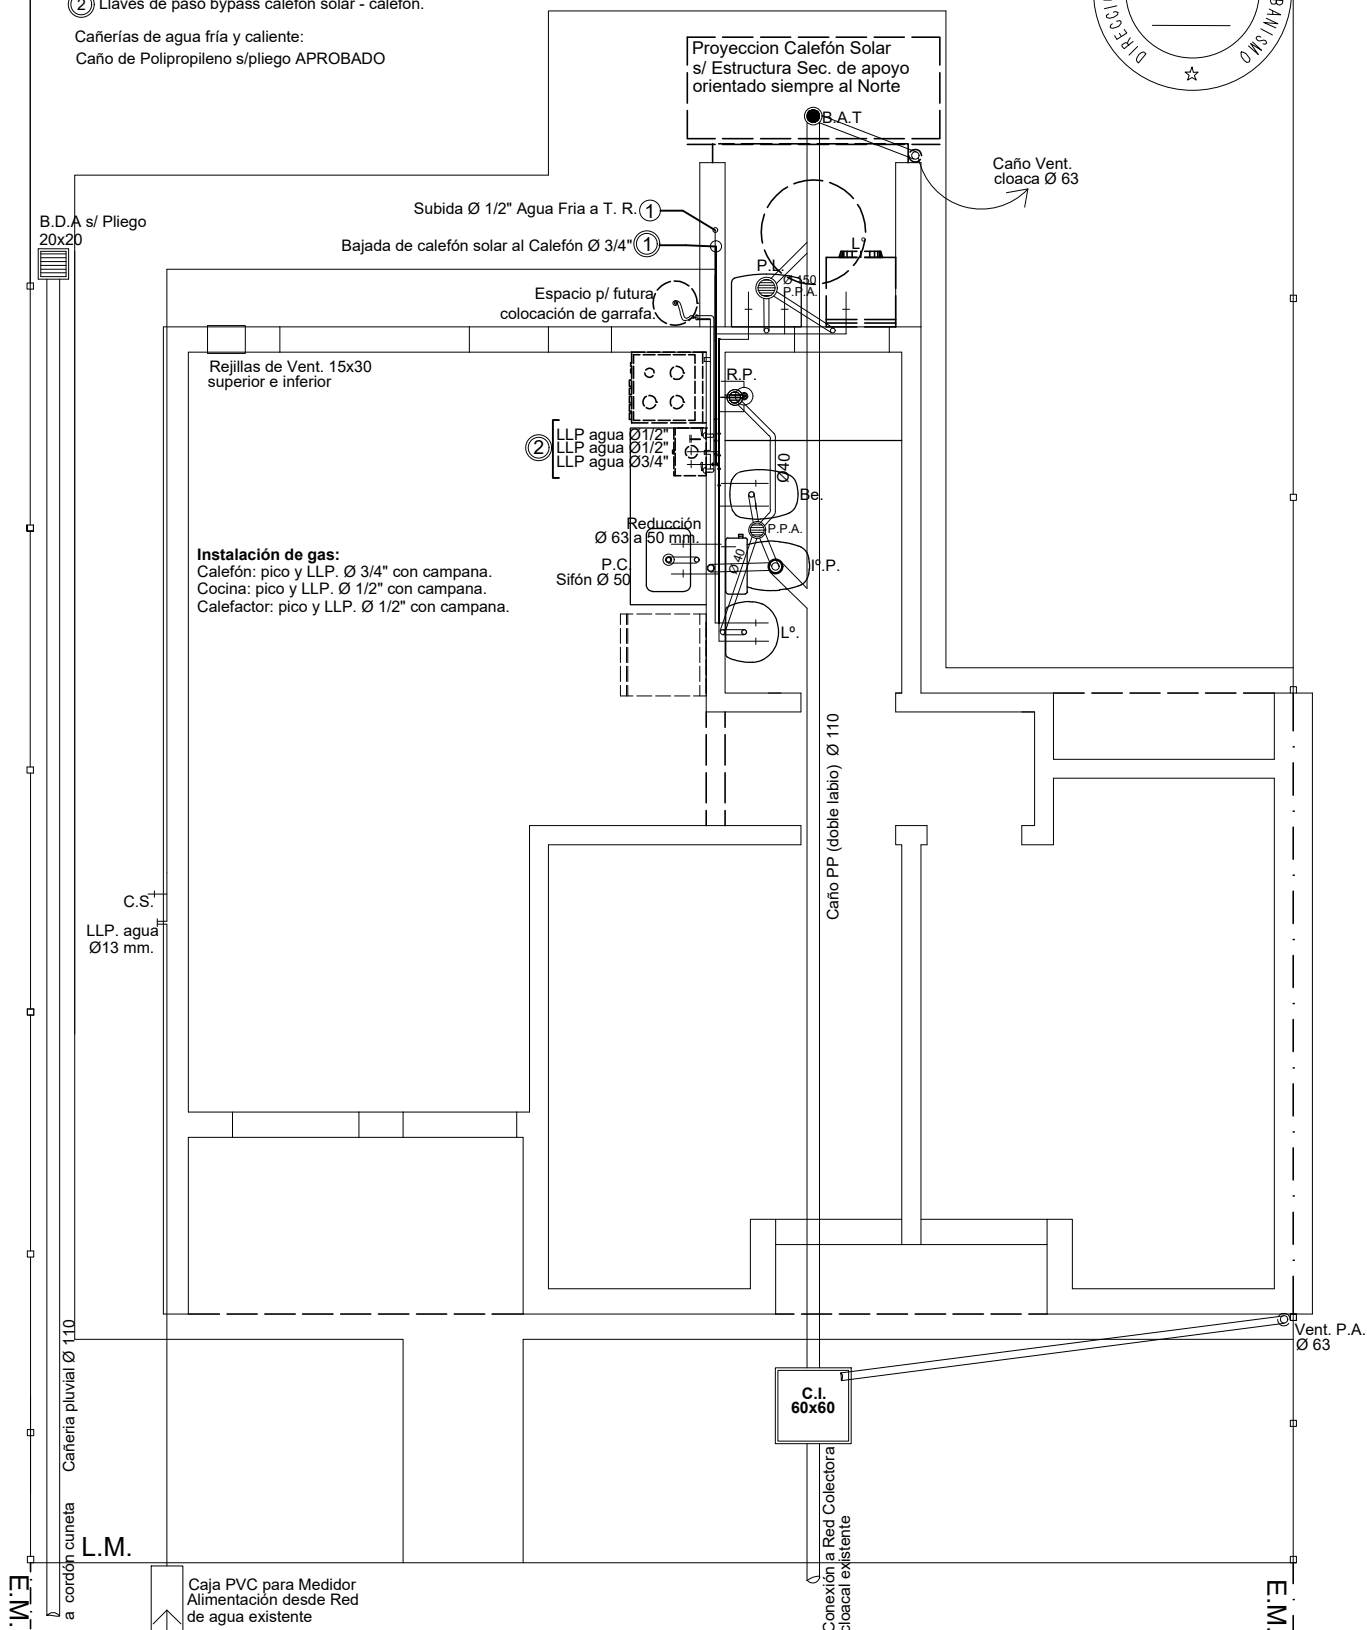 ② Llaves de paso bypass calefón solar - calefón.
Cañerías de agua fría y caliente:
Caño de Polipropileno s/pliego APROBADO
DIRECCI
BANISMO
Proyeccion Calefón Solar
s/ Estructura Sec. de apoyo
orientado siempre al Norte
B.A.T
Caño Vent.
cloaca Ø 63
B.D.A s/ Pliego
20x20
Subida Ø 1/2" Agua Fria a T. R. ①
Bajada de calefón solar al Calefón Ø 3/4" ①
Lº
P.L.
Ø 150
P.P.A.
Espacio p/ futura
colocación de garrafa.
Rejillas de Vent. 15x30
superior e inferior
R.P.
②
LLP agua Ø1/2"
LLP agua Ø1/2"
LLP agua Ø3/4"
Ø40
Be.
Reducción
Ø 63 a 50 mm.
P.P.A.
Ø 40
Iº.P.
P.C.
Sifón Ø 50
Lº.
Instalación de gas:
Calefón: pico y LLP. Ø 3/4" con campana.
Cocina: pico y LLP. Ø 1/2" con campana.
Calefactor: pico y LLP. Ø 1/2" con campana.
Caño PP (doble labio) Ø 110
C.S.
LLP. agua
Ø13 mm.
Vent. P.A.
Ø 63
C.I.
60x60
Cañeria pluvial Ø 110
a cordón cuneta
L.M.
E.M.
Caja PVC para Medidor
Alimentación desde Red
de agua existente
Conexión a Red Colectora
cloacal existente
E.M.